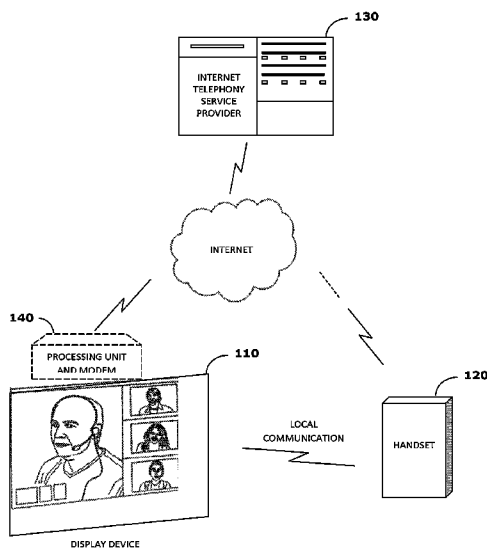 130
INTERNET
TELEPHONY
SERVICE
PROVIDER
INTERNET
140
PROCESSING UNIT
AND MODEM
110
120
LOCAL
COMMUNICATION
HANDSET
DISPLAY DEVICE